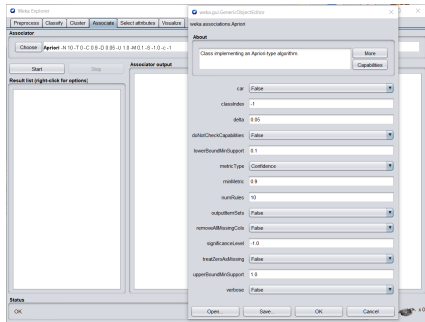 Weka Explorer
Preprocess Classify Cluster Associate Select attributes Visualize
Associator
Choose Apriori -N 10 -T 0 -C 0.9 -D 0.05 -U 1.0 -M 0.1 -S -1.0 -c -1
Start Stop
Associator output
Result list (right-click for options)
Status
OK
x 0
weka.gui.GenericObjectEditor
weka.associations.Apriori
About
Class implementing an Apriori-type algorithm.
More
Capabilities
car False
classIndex -1
delta 0.05
doNotCheckCapabilities False
lowerBoundMinSupport 0.1
metricType Confidence
minMetric 0.9
numRules 10
outputItemSets False
removeAllMissingCols False
significanceLevel -1.0
treatZeroAsMissing False
upperBoundMinSupport 1.0
verbose False
Open... Save... OK Cancel